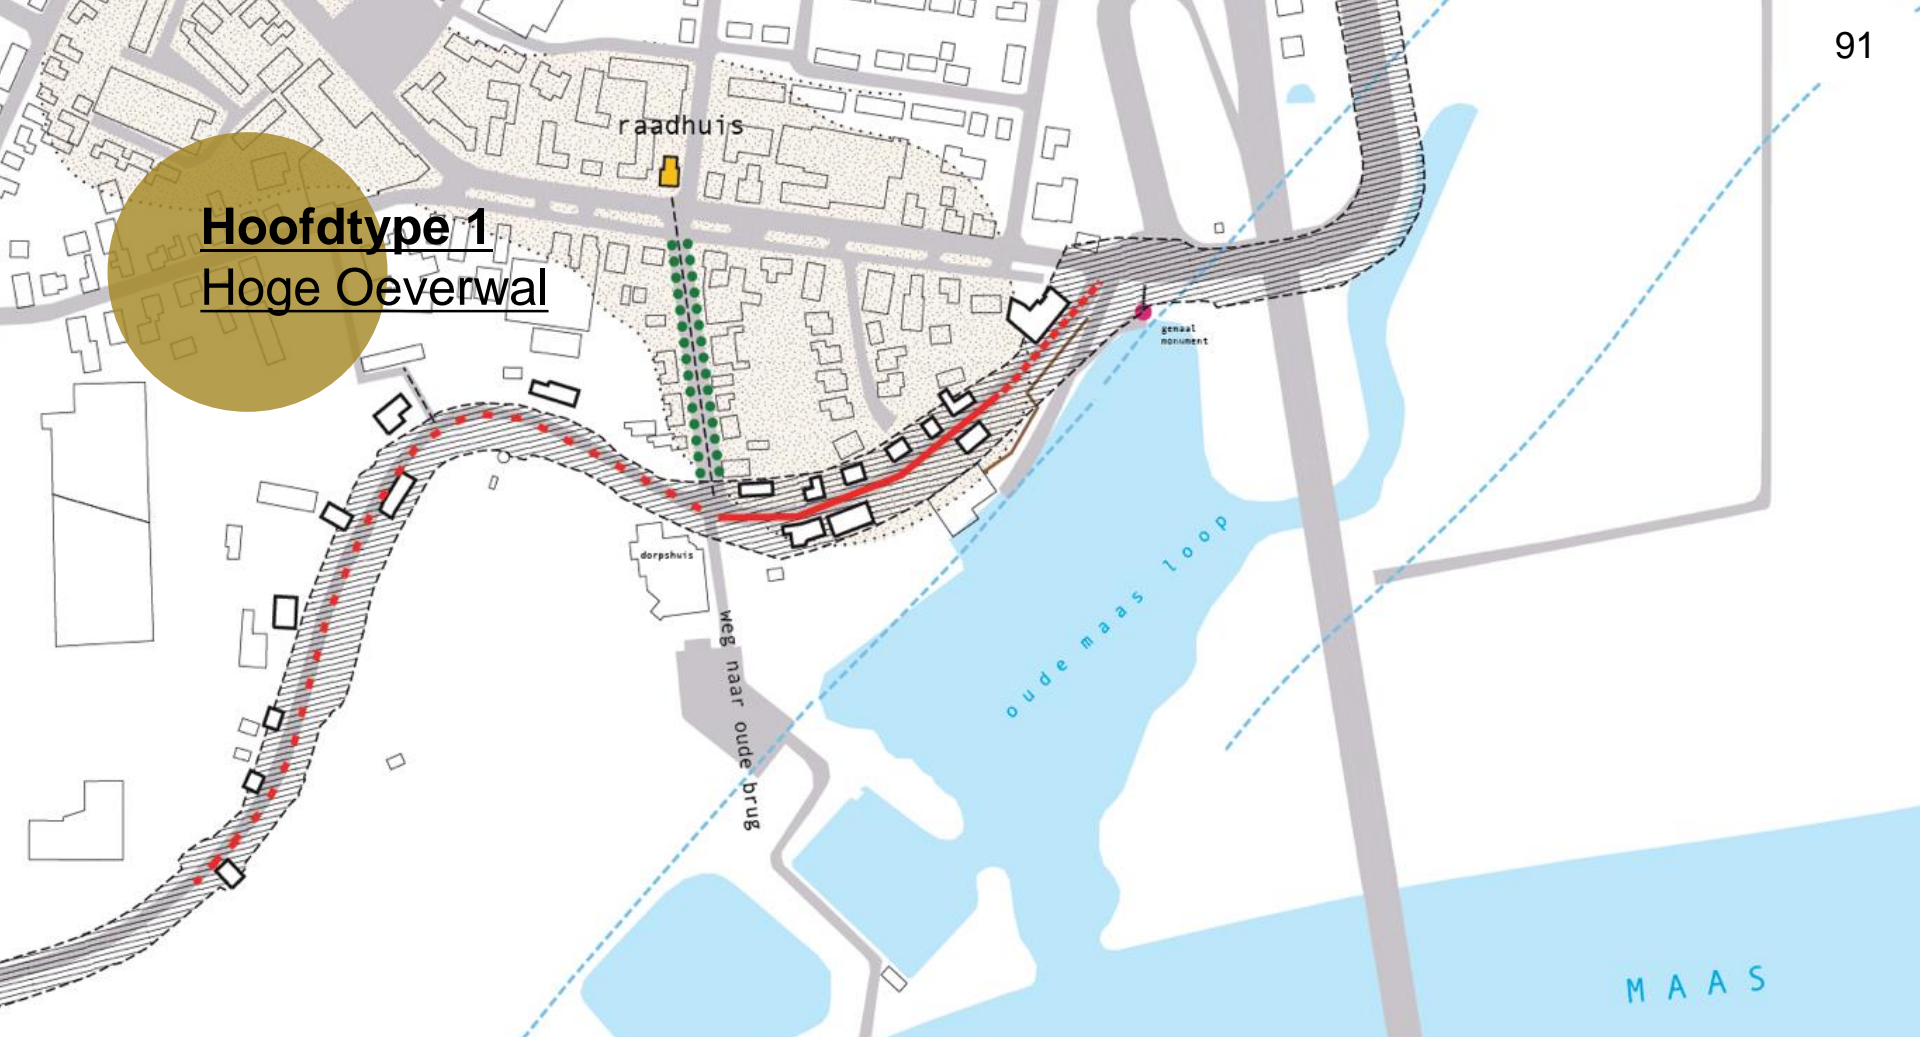 91
raadhuis
Hoofdtype 1
Hoge Oeverwal
gemaal
monument
dorpshuis
weg naar oude brug
oude maas loop
MAAS